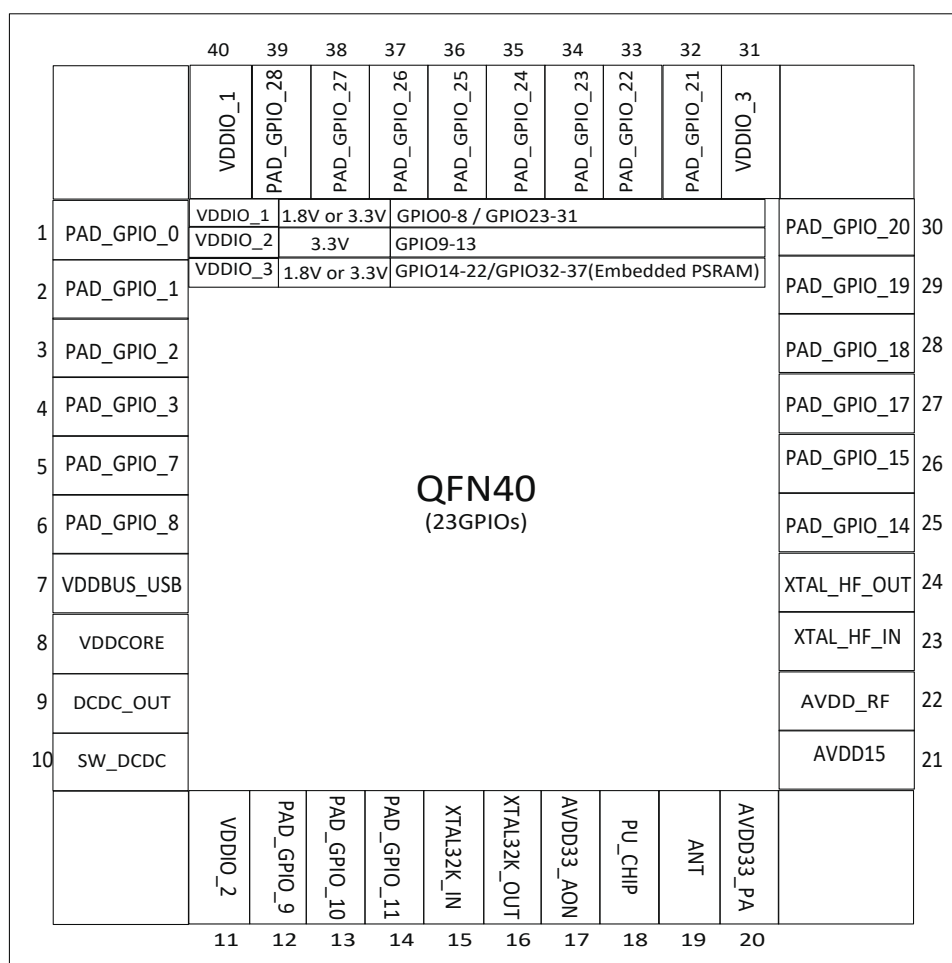 40 39 38 37 36 35 34 33 32 31
VDDIO_1
PAD_GPIO_28
PAD_GPIO_27
PAD_GPIO_26
PAD_GPIO_25
PAD_GPIO_24
PAD_GPIO_23
PAD_GPIO_22
PAD_GPIO_21
VDDIO_3
VDDIO_1 1.8V or 3.3V GPIO0-8 / GPIO23-31
VDDIO_2 3.3V GPIO9-13
VDDIO_3 1.8V or 3.3V GPIO14-22/GPIO32-37(Embedded PSRAM)
1 PAD_GPIO_0
2 PAD_GPIO_1
3 PAD_GPIO_2
4 PAD_GPIO_3
5 PAD_GPIO_7
6 PAD_GPIO_8
7 VDDBUS_USB
8 VDDCORE
9 DCDC_OUT
10 SW_DCDC
QFN40
(23GPIOs)
PAD_GPIO_20 30
PAD_GPIO_19 29
PAD_GPIO_18 28
PAD_GPIO_17 27
PAD_GPIO_15 26
PAD_GPIO_14 25
XTAL_HF_OUT 24
XTAL_HF_IN 23
AVDD_RF 22
AVDD15 21
VDDIO_2
PAD_GPIO_9
PAD_GPIO_10
PAD_GPIO_11
XTAL32K_IN
XTAL32K_OUT
AVDD33_AON
PU_CHIP
ANT
AVDD33_PA
11 12 13 14 15 16 17 18 19 20